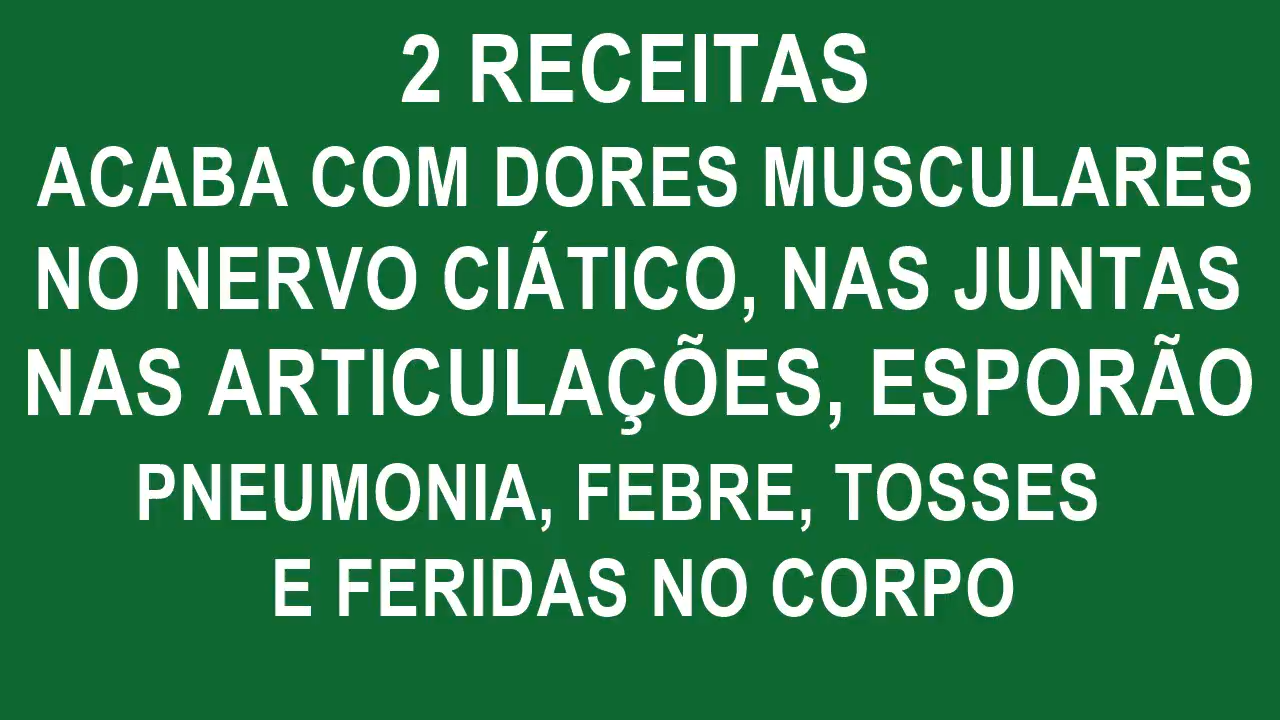 2 RECEITAS
ACABA COM DORES MUSCULARES
NO NERVO CIÁTICO, NAS JUNTAS
NAS ARTICULAÇÕES, ESPORÃO
PNEUMONIA, FEBRE, TOSSES
E FERIDAS NO CORPO